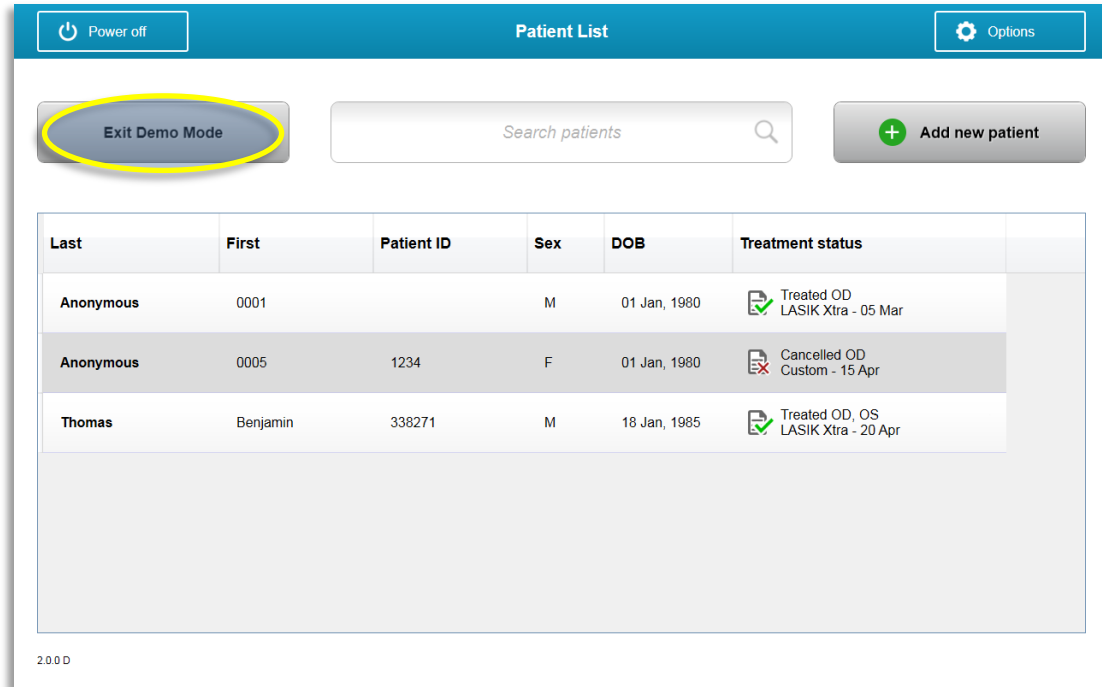 Power off
Patient List
Options
Exit Demo Mode
Search patients
Add new patient
Last First Patient ID Sex DOB Treatment status
Anonymous 0001 M 01 Jan, 1980 Treated OD
LASIK Xtra - 05 Mar
Anonymous 0005 1234 F 01 Jan, 1980 Cancelled OD
Custom - 15 Apr
Thomas Benjamin 338271 M 18 Jan, 1985 Treated OD, OS
LASIK Xtra - 20 Apr
2.0.0 D